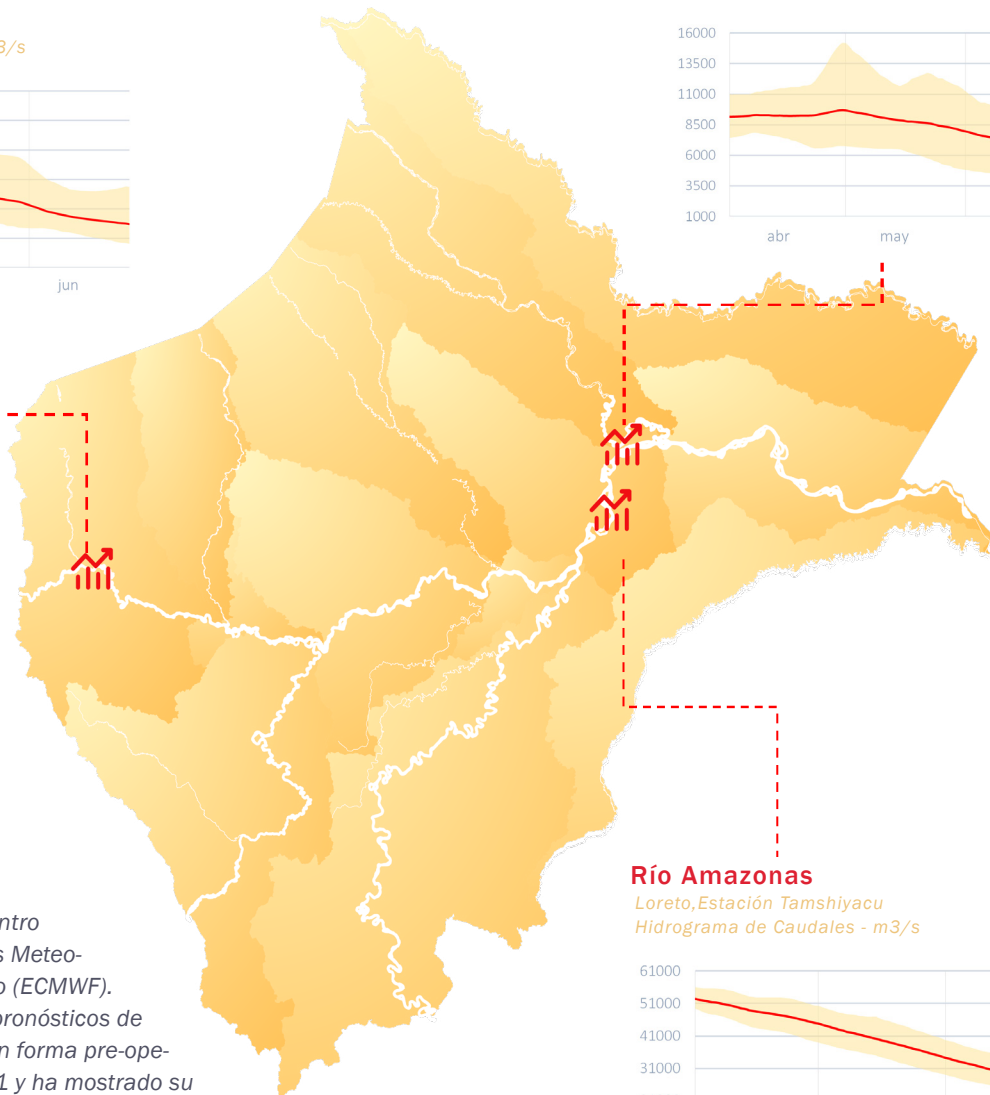 3/s
16000
13500
11000
8500
6000
3500
1000
abr may
jun
Río Amazonas
Loreto,Estación Tamshiyacu
Hidrograma de Caudales - m3/s
61000
51000
41000
31000
entro
s Meteo-
o (ECMWF).
pronósticos de
n forma pre-ope-
1 y ha mostrado su